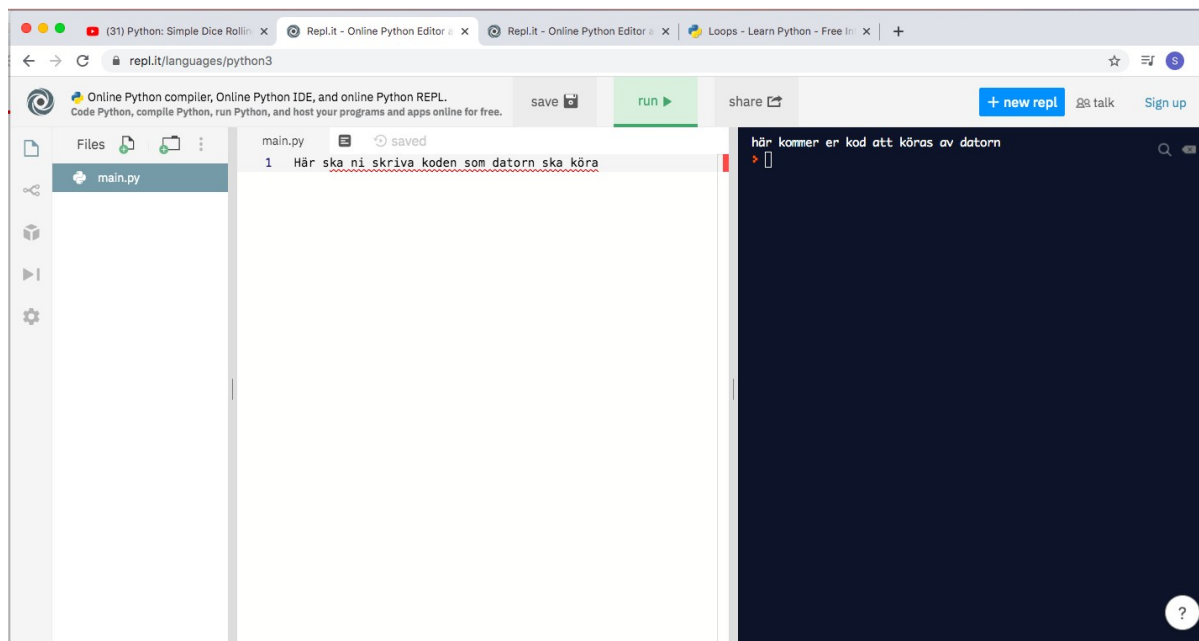 (31) Python: Simple Dice Rollin
Repl.it - Online Python Editor a
Repl.it - Online Python Editor a
Loops - Learn Python - Free In
repl.it/languages/python3
S
Online Python compiler, Online Python IDE, and online Python REPL.
Code Python, compile Python, run Python, and host your programs and apps online for free.
save
run
share
+ new repl
talk
Sign up
Files
main.py
main.py
saved
1 Här ska ni skriva koden som datorn ska köra
här kommer er kod att köras av datorn
>
?